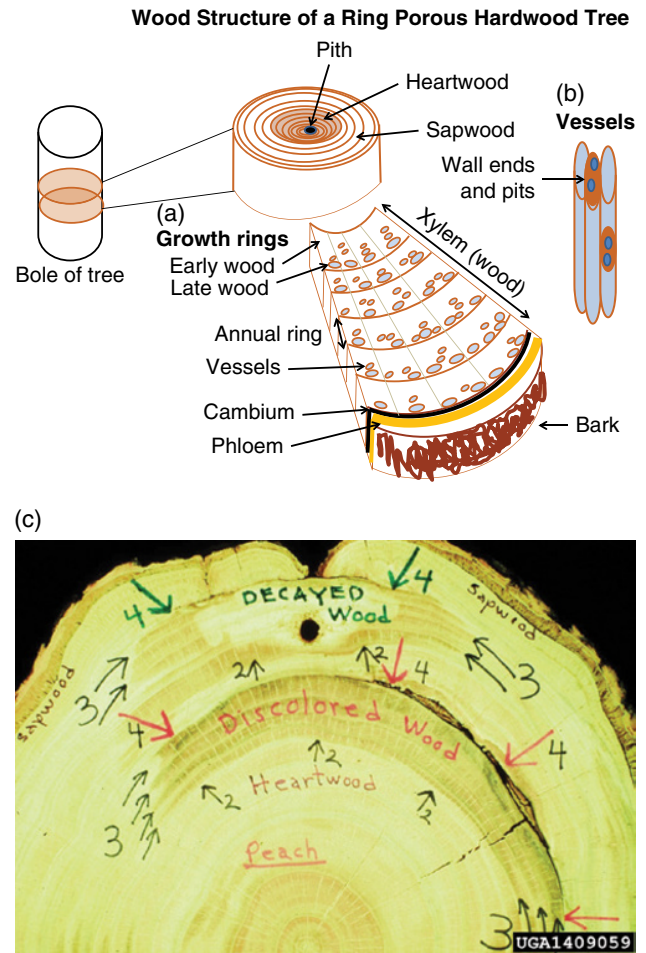 Wood Structure of a Ring Porous Hardwood Tree
Pith
Heartwood
Sapwood
(b)
Vessels
Wall ends
and pits
Bole of tree
(a)
Growth rings
Early wood
Late wood
Xylem (wood)
Annual ring
Vessels
Cambium
Phloem
Bark
(c)
4
4
DECAYED
Wood
sapwood
sapwood
3
3
2
2
4
4
Discolored Wood
4
2
Heartwood
2
2
3
Peach
3
UGA1409059